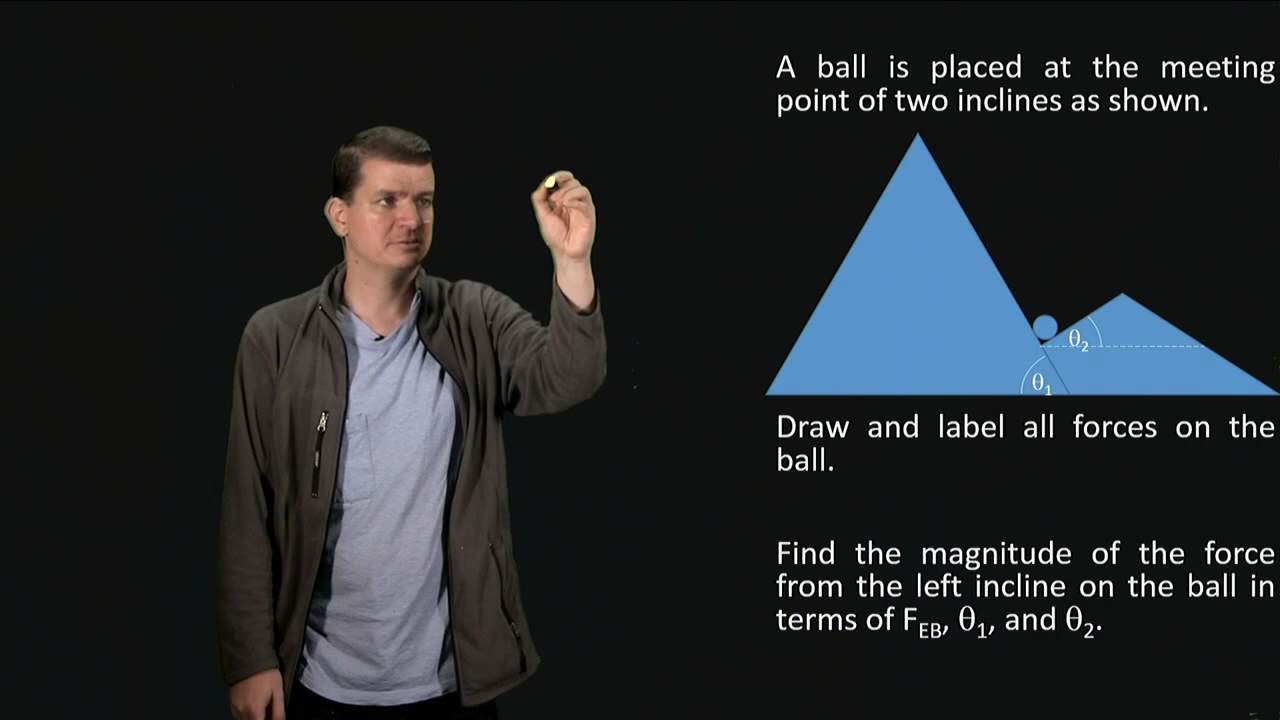 A ball is placed at the meeting
point of two inclines as shown.
θ₂
θ₁
Draw and label all forces on the
ball.
Find the magnitude of the force
from the left incline on the ball in
terms of F_EB, θ₁, and θ₂.